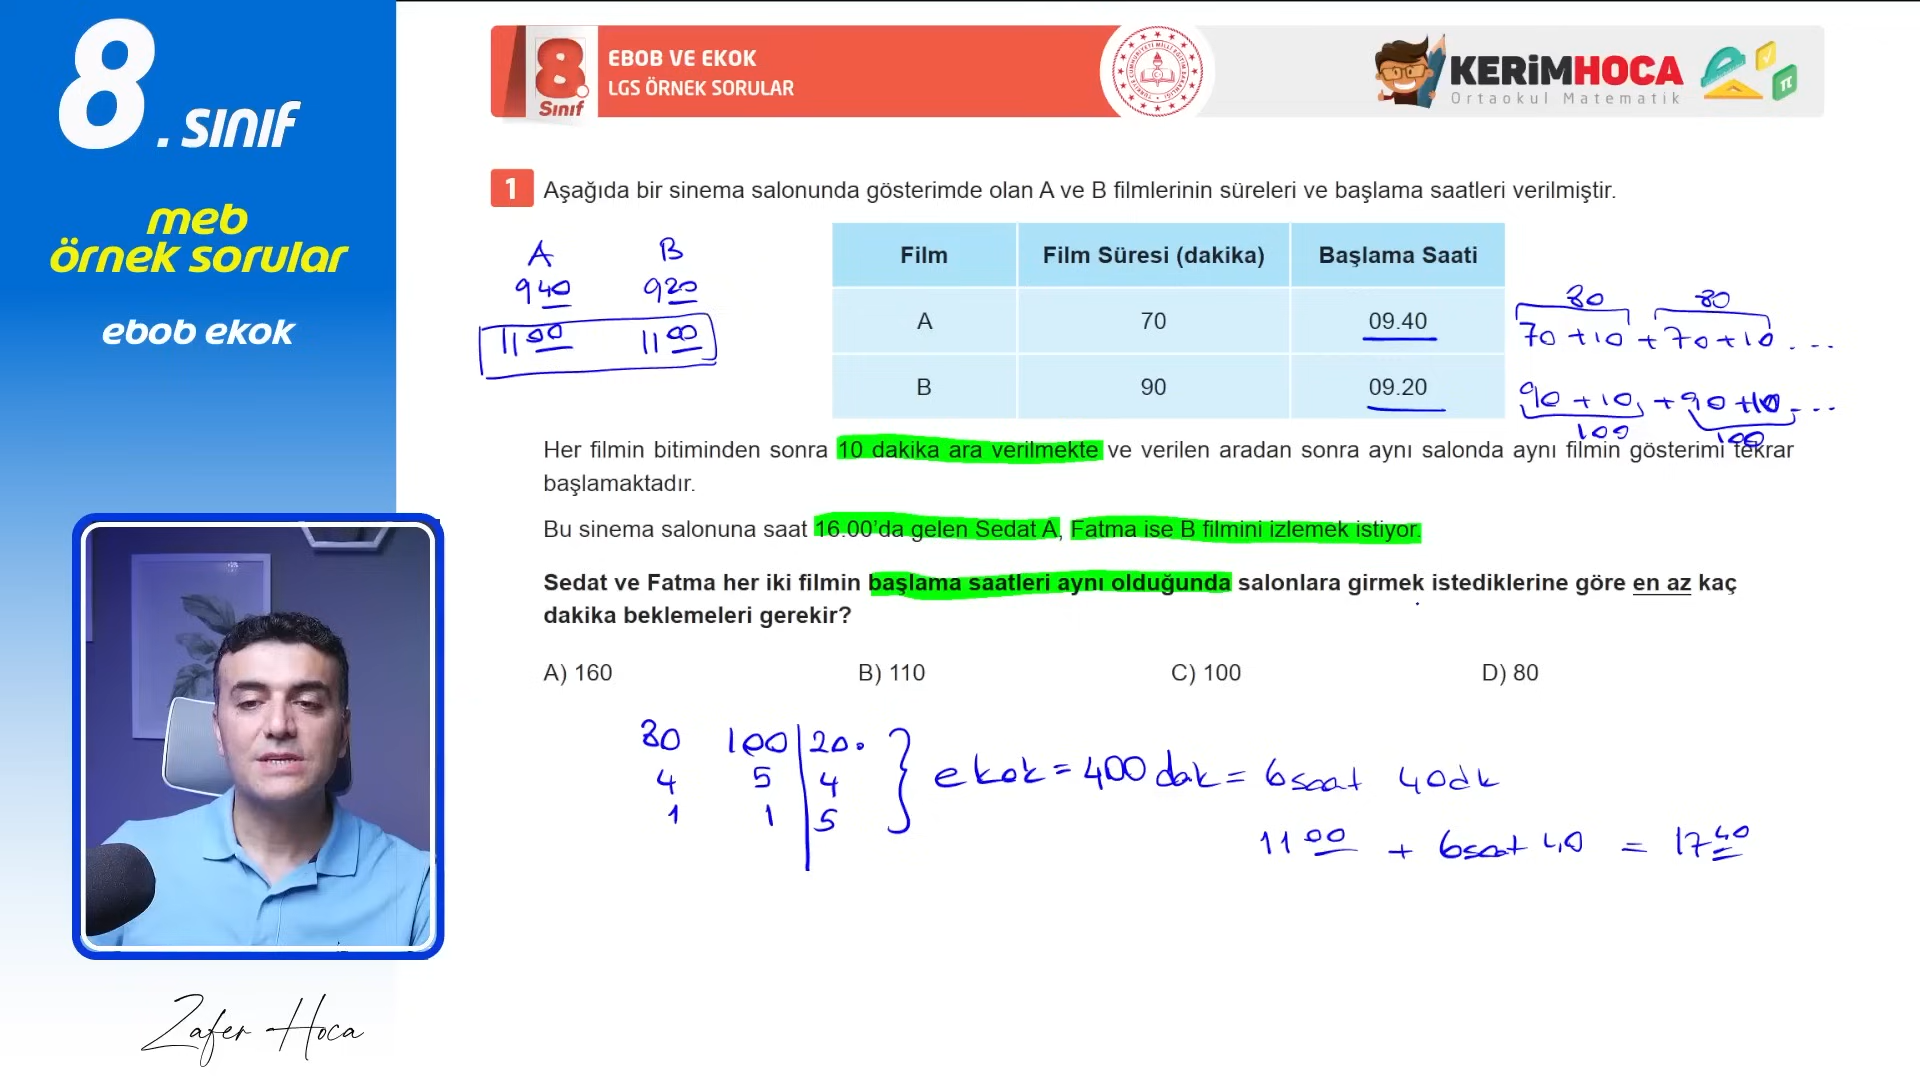 8. sınıf
meb
örnek sorular
ebob ekok
8.
Sınıf
EBOB VE EKOK
LGS ÖRNEK SORULAR
KERİMHOCA
Ortaokul Matematik
1 Aşağıda bir sinema salonunda gösterimde olan A ve B filmlerinin süreleri ve başlama saatleri verilmiştir.
A B
940 920
1100 1100
Film Film Süresi (dakika) Başlama Saati
A 70 09.40
B 90 09.20
80 80
70 +10 + 70 +10 ...
90 +10 + 90 +10 ...
100 100
Her filmin bitiminden sonra 10 dakika ara verilmekte ve verilen aradan sonra aynı salonda aynı filmin gösterimi tekrar
başlamaktadır.
Bu sinema salonuna saat 16.00'da gelen Sedat A, Fatma ise B filmini izlemek istiyor.
Sedat ve Fatma her iki filmin başlama saatleri aynı olduğunda salonlara girmek istediklerine göre en az kaç
dakika beklemeleri gerekir?
A) 160 B) 110 C) 100 D) 80
80 100 | 20.
4 5 | 4
1 1 | 5
} ekok = 400 dak = 6 saat 40dk
1100 + 6saat 40 = 1740
Zafer Hoca